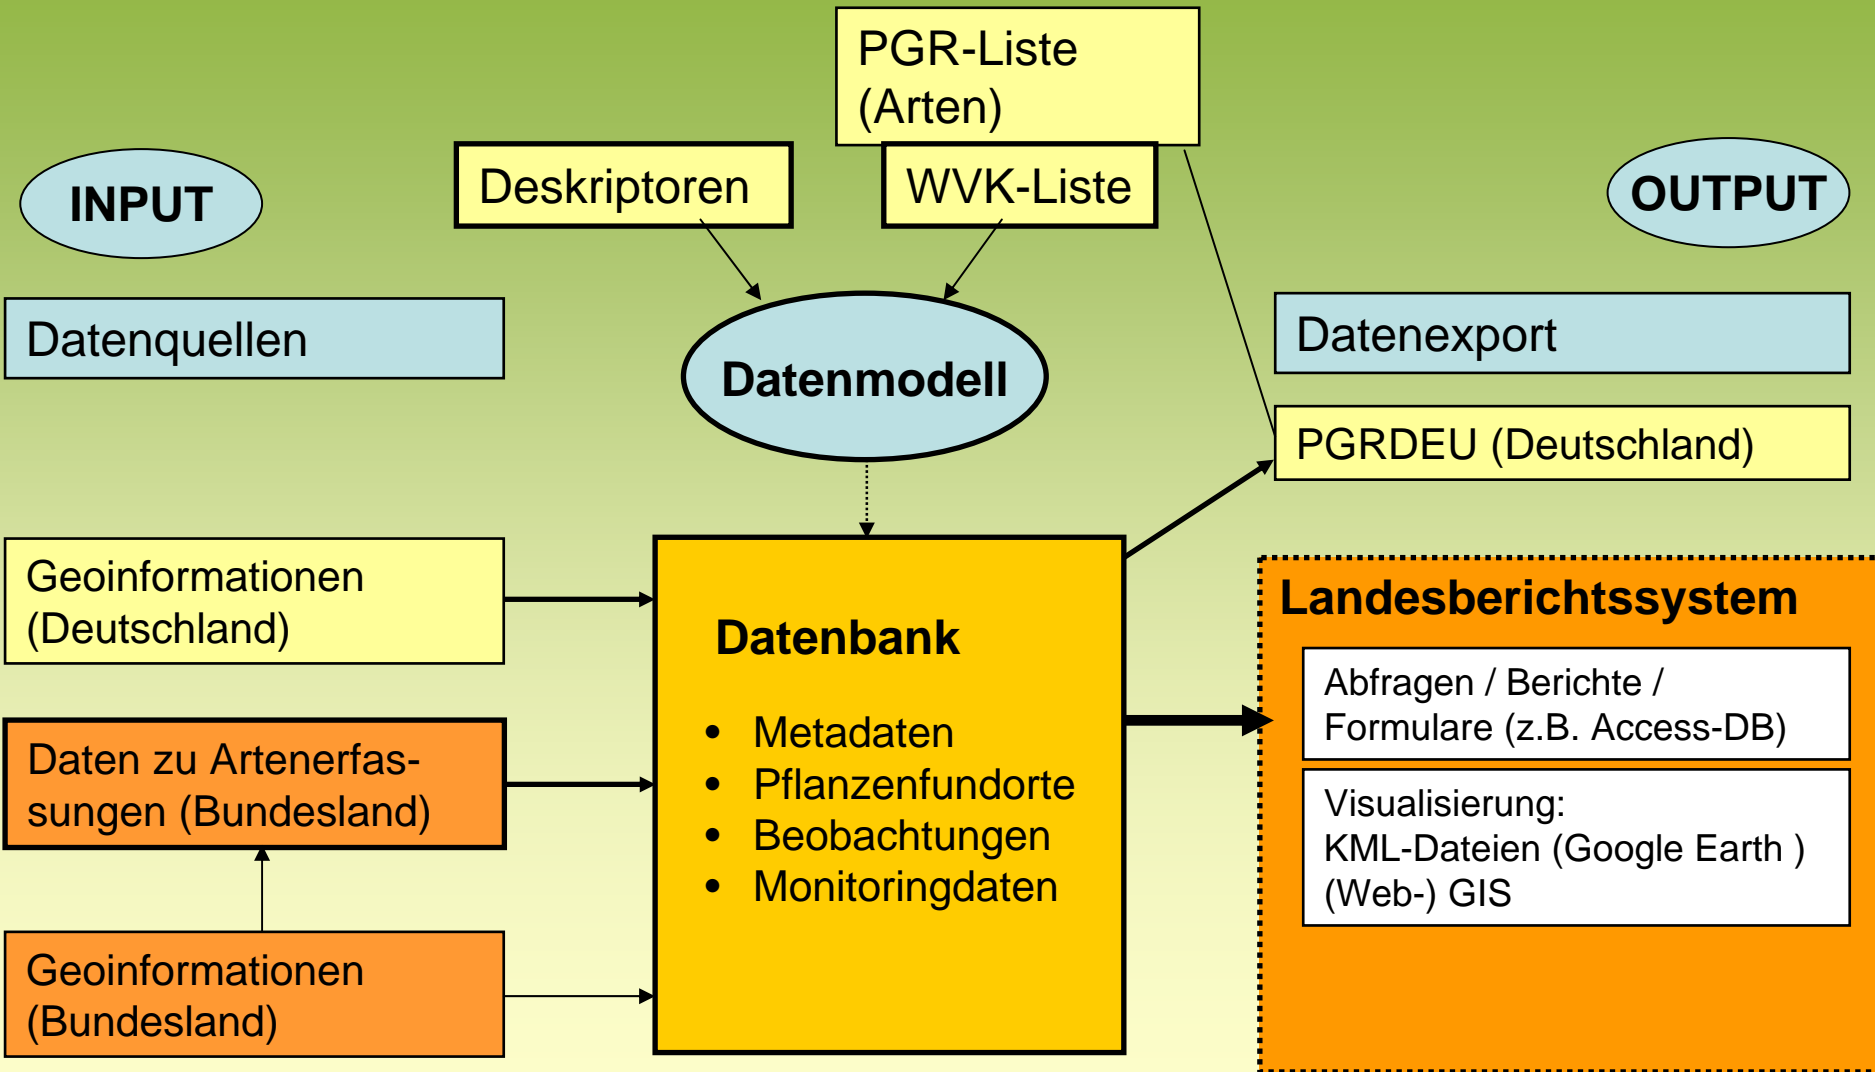 PGR-Liste
(Arten)
INPUT
Deskriptoren
WVK-Liste
OUTPUT
Datenquellen
Datenmodell
Datenexport
PGRDEU (Deutschland)
Geoinformationen
(Deutschland)
Daten zu Artenerfas-
sungen (Bundesland)
Geoinformationen
(Bundesland)
Datenbank
• Metadaten
• Pflanzenfundorte
• Beobachtungen
• Monitoringdaten
Landesberichtssystem
Abfragen / Berichte /
Formulare (z.B. Access-DB)
Visualisierung:
KML-Dateien (Google Earth )
(Web-) GIS